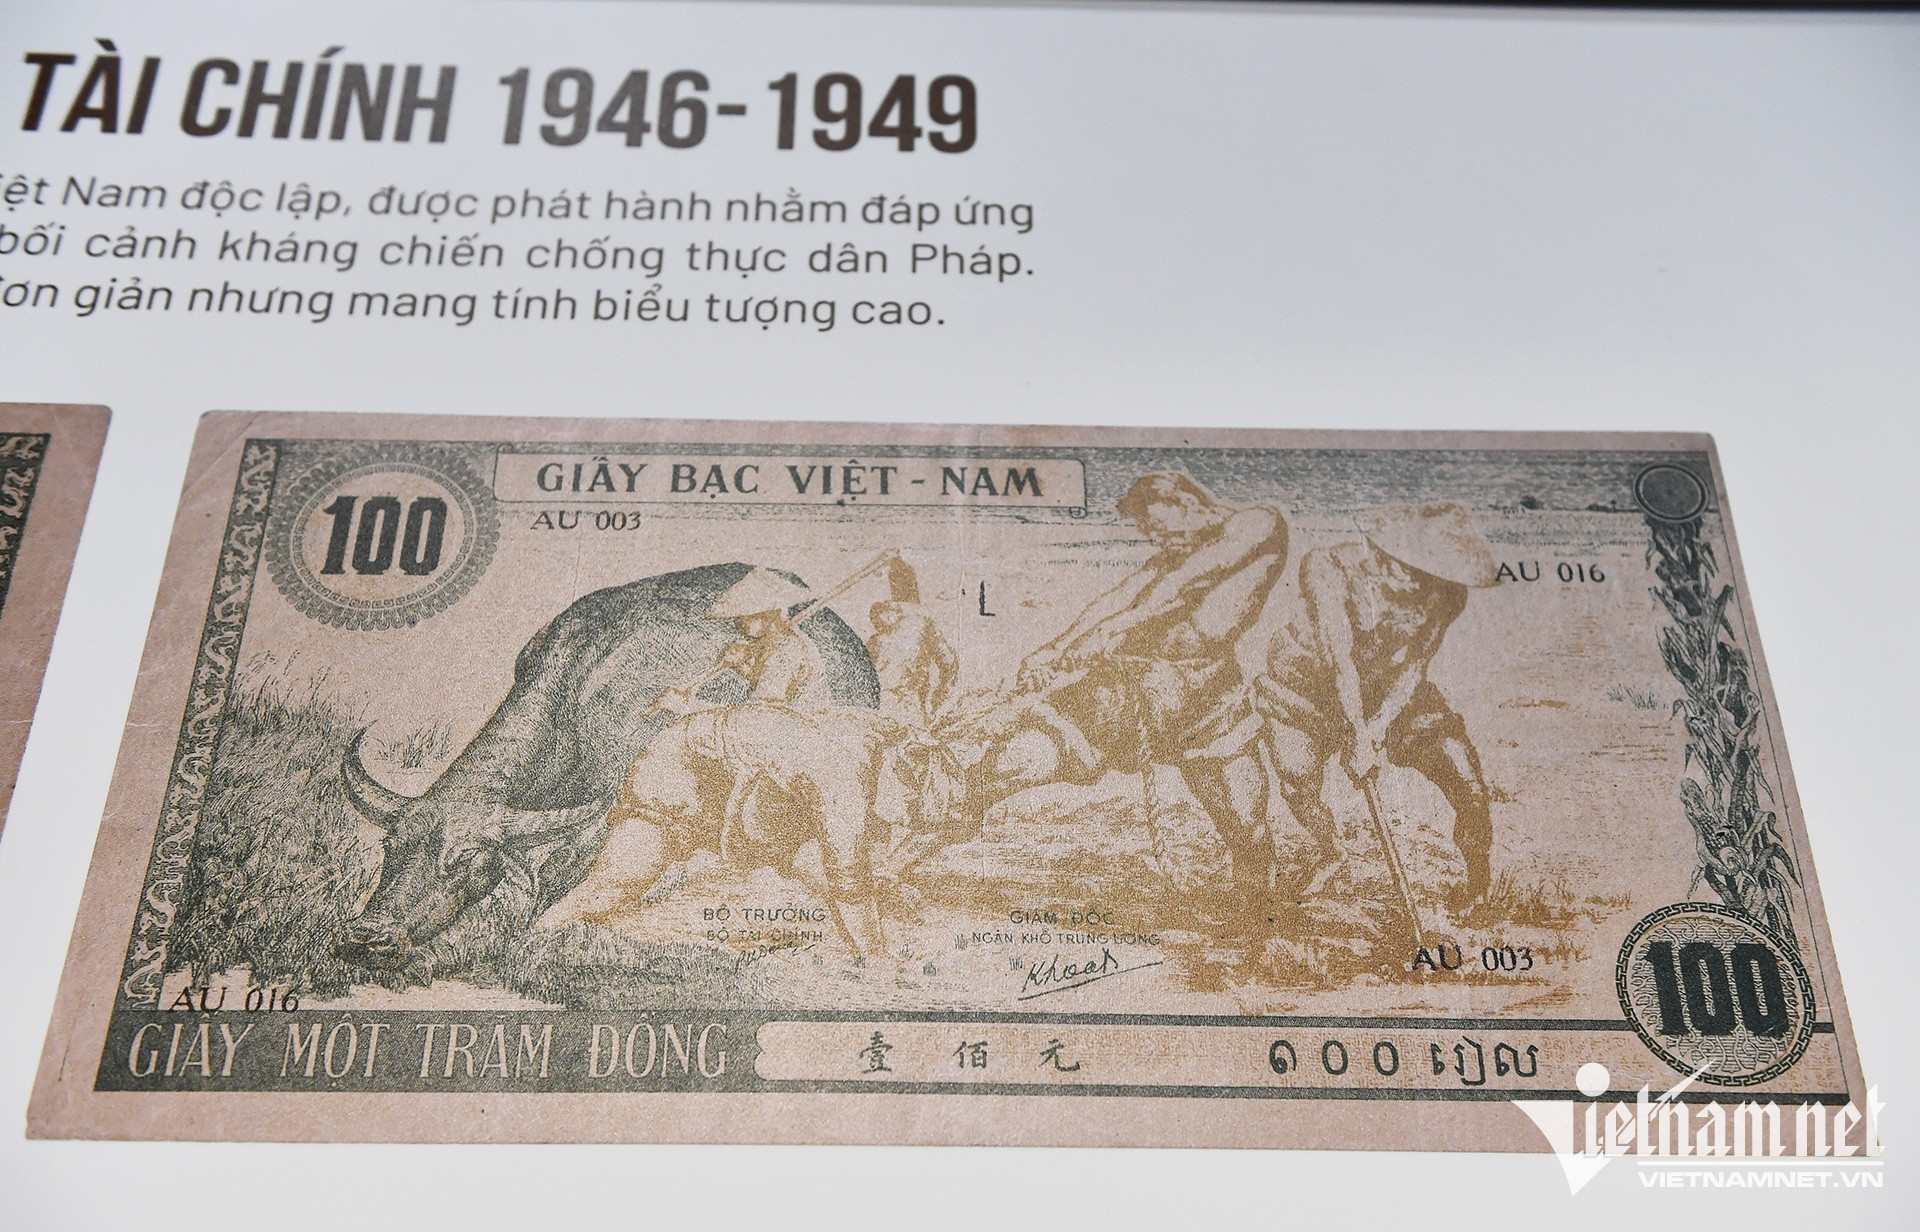 TÀI CHÍNH 1946-1949
iệt Nam độc lập, được phát hành nhằm đáp ứng
bối cảnh kháng chiến chống thực dân Pháp.
đơn giản nhưng mang tính biểu tượng cao.
100
GIẤY BẠC VIỆT-NAM
AU 003
L
AU 016
BỘ TRƯỞNG
BỘ TÀI CHÍNH
GIÁM ĐỐC
NGÂN KHỐ TRUNG ƯƠNG
Khoat
AU 003
AU 016
100
GIẤY MỘT TRĂM ĐỒNG
壹佰元
១០០ រៀល
Vietnamnet
VIETNAMNET.VN